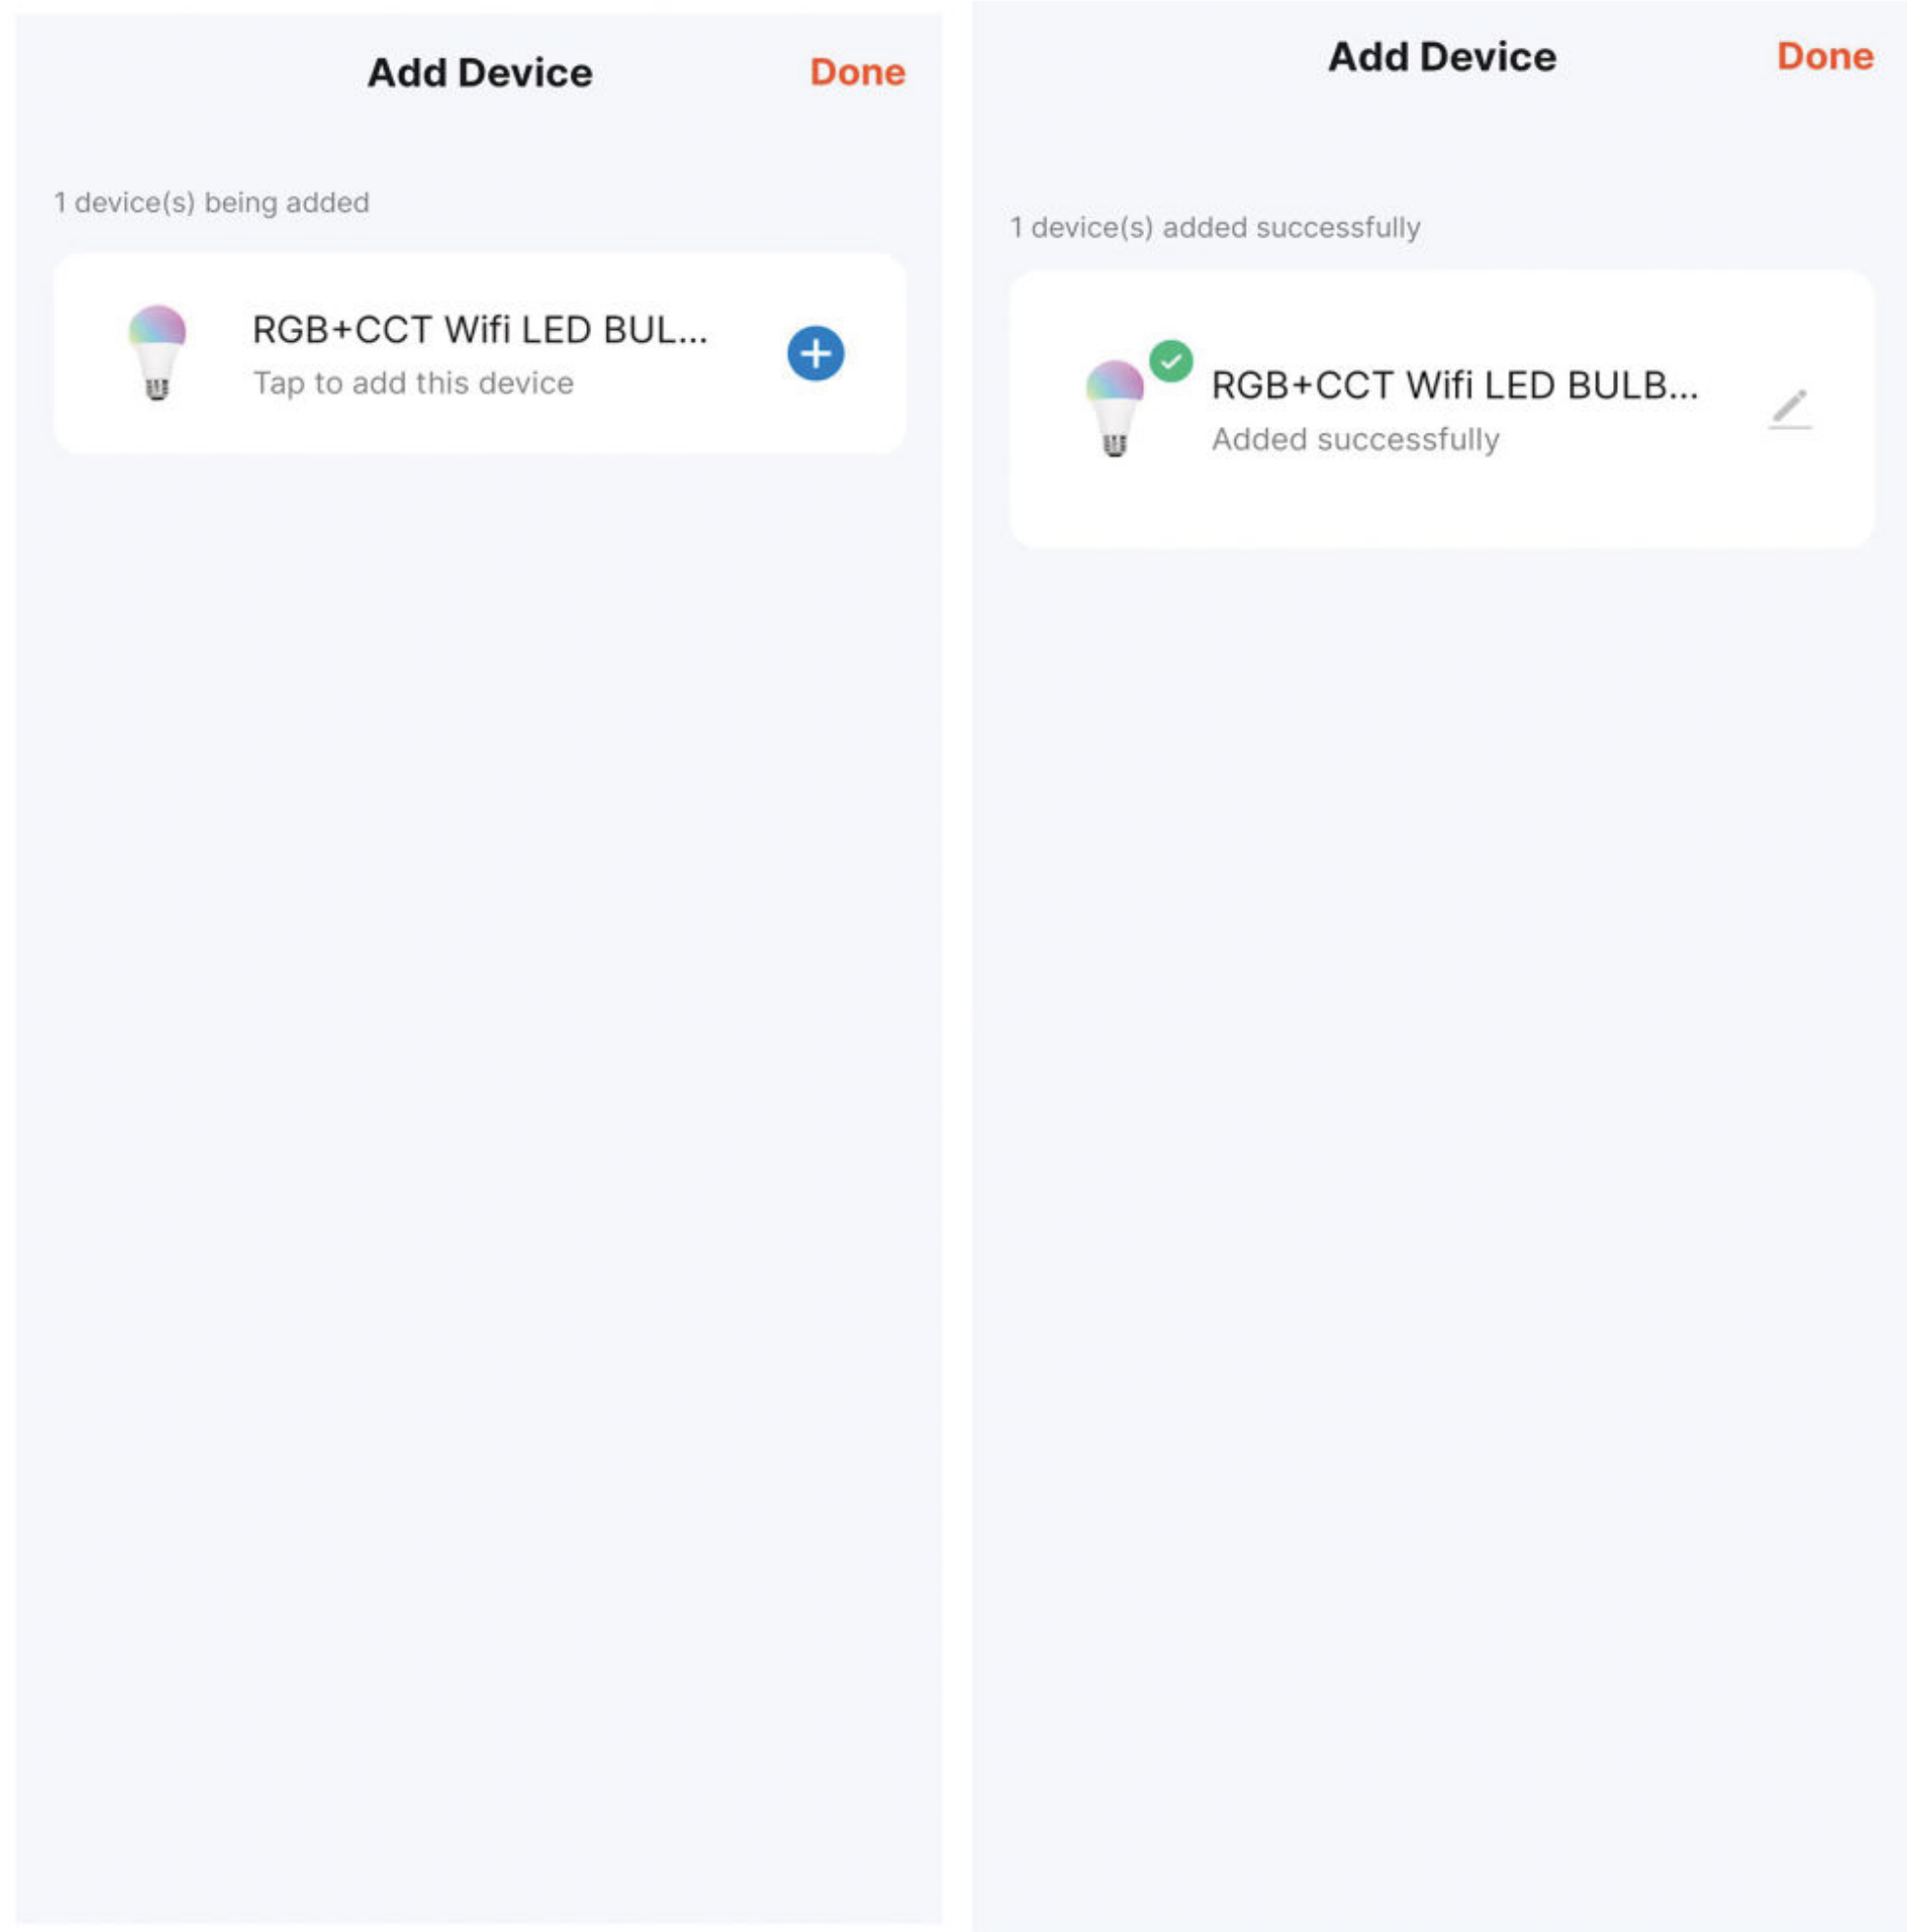 Add Device
Done
1 device(s) being added
RGB+CCT Wifi LED BUL...
Tap to add this device
Add Device
Done
1 device(s) added successfully
RGB+CCT Wifi LED BULB...
Added successfully